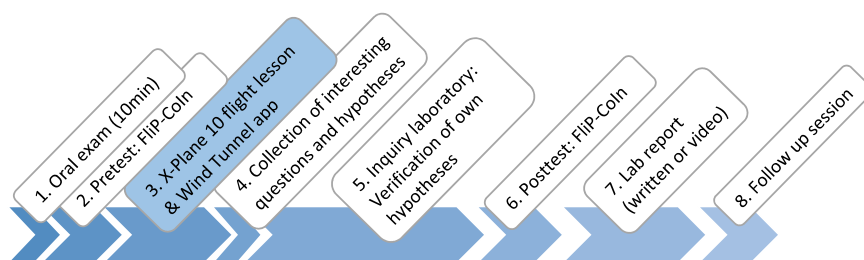 1. Oral exam (10min)
2. Pretest: FliP-CoIn
3. X-Plane 10 flight lesson
& Wind Tunnel app
4. Collection of interesting
questions and hypotheses
5. Inquiry laboratory:
Verification of own
hypotheses
6. Posttest: FliP-CoIn
7. Lab report
(written or video)
8. Follow up session